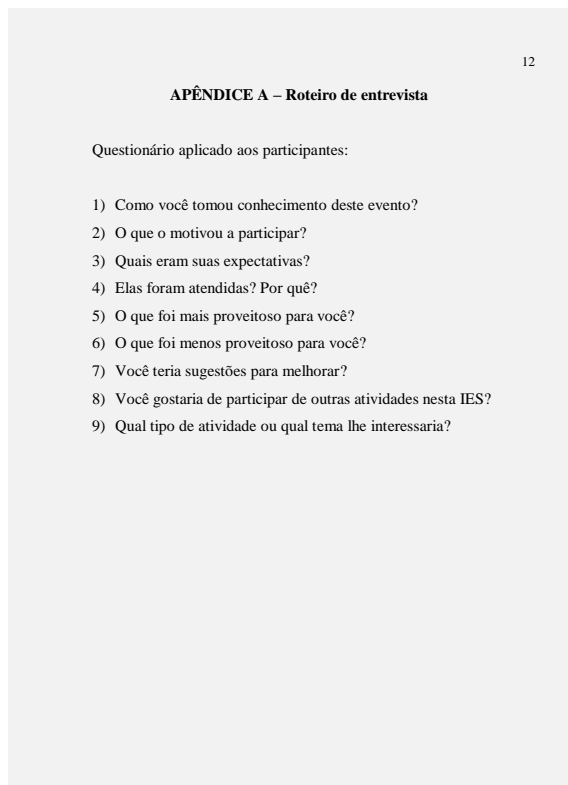 12
APÊNDICE A – Roteiro de entrevista
Questionário aplicado aos participantes:
1) Como você tomou conhecimento deste evento?
2) O que o motivou a participar?
3) Quais eram suas expectativas?
4) Elas foram atendidas? Por quê?
5) O que foi mais proveitoso para você?
6) O que foi menos proveitoso para você?
7) Você teria sugestões para melhorar?
8) Você gostaria de participar de outras atividades nesta IES?
9) Qual tipo de atividade ou qual tema lhe interessaria?